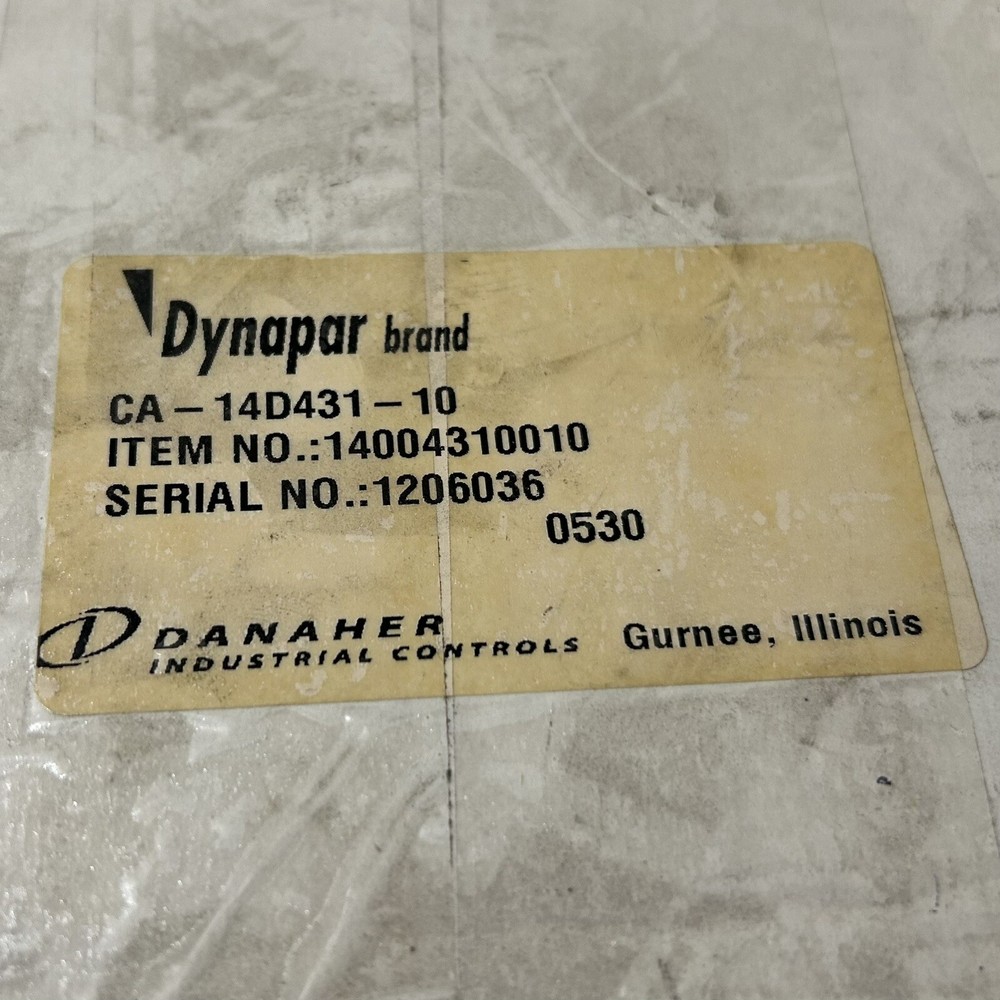 Dynapar brand
CA-14D431-10
ITEM NO.:14004310010
SERIAL NO.:1206036
0530
DANAHER
INDUSTRIAL CONTROLS
Gurnee, Illinois